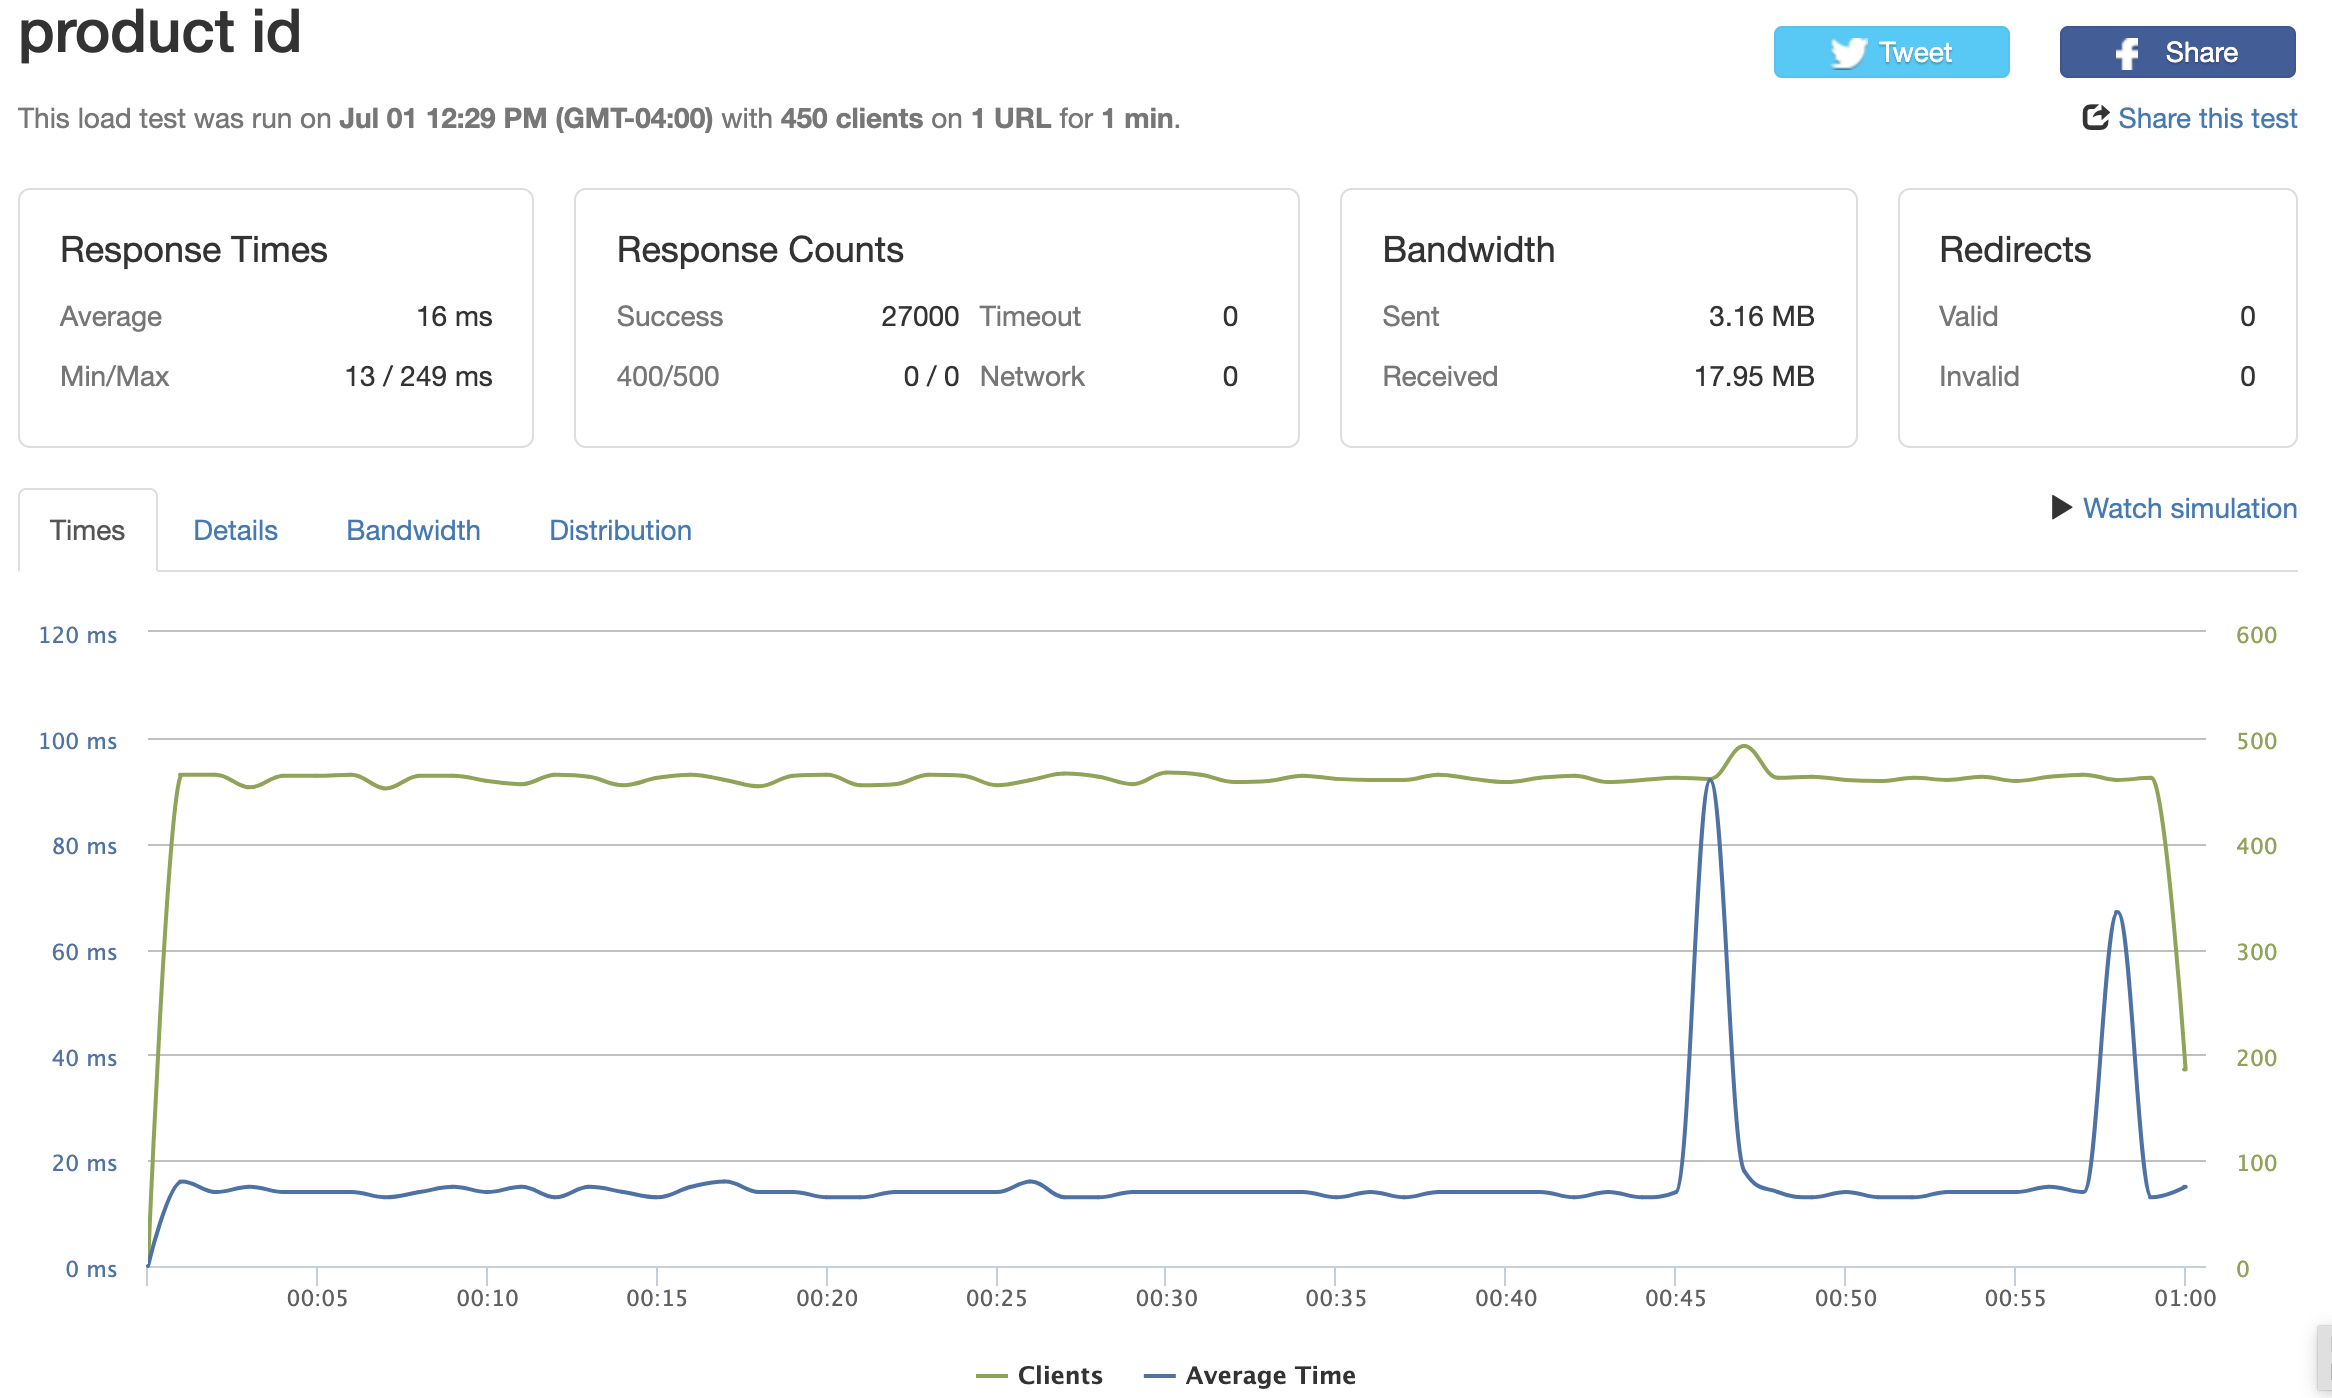 product id
Tweet
Share
This load test was run on Jul 01 12:29 PM (GMT-04:00) with 450 clients on 1 URL for 1 min.
Share this test
Response Times
Average 16 ms
Min/Max 13 / 249 ms
Response Counts
Success 27000 Timeout 0
400/500 0 / 0 Network 0
Bandwidth
Sent 3.16 MB
Received 17.95 MB
Redirects
Valid 0
Invalid 0
Times Details Bandwidth Distribution
Watch simulation
120 ms 600
100 ms 500
80 ms 400
60 ms 300
40 ms 200
20 ms 100
0 ms 0
00:05 00:10 00:15 00:20 00:25 00:30 00:35 00:40 00:45 00:50 00:55 01:00
Clients Average Time